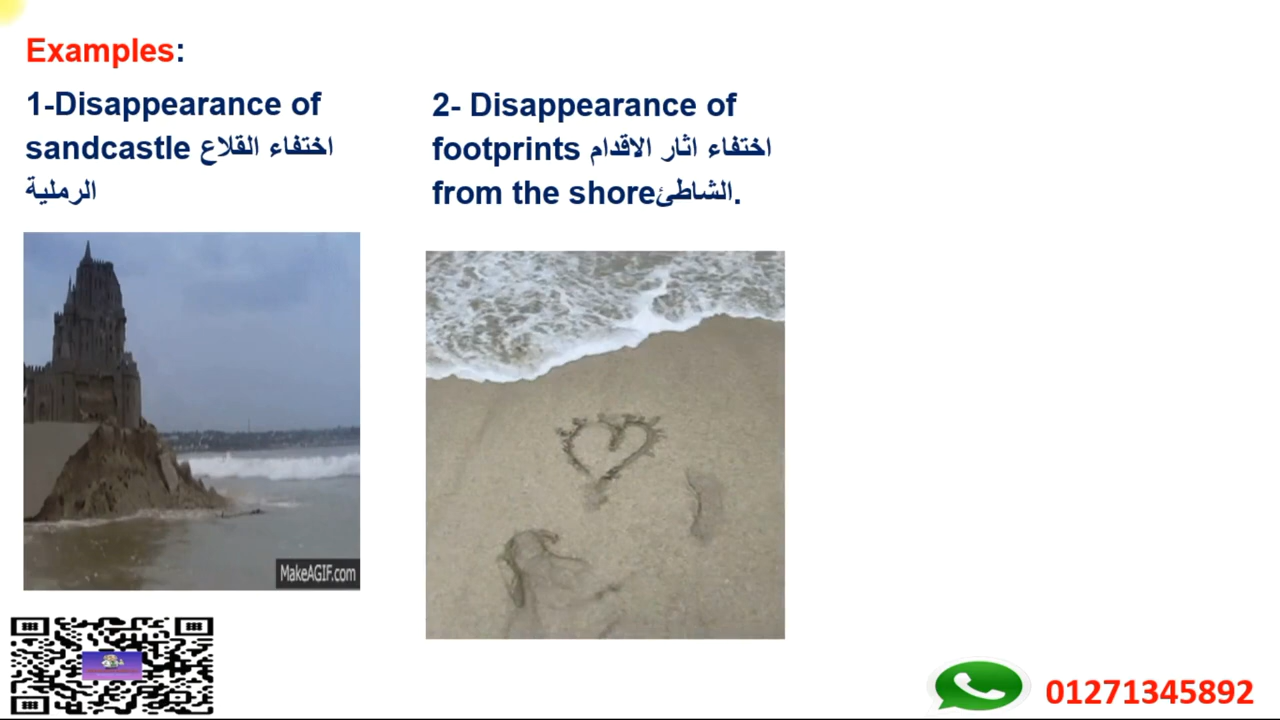 Examples:
1-Disappearance of
sandcastle اختفاء القلاع
الرملية
2- Disappearance of
footprints اختفاء اثار الاقدام
from the shoreالشاطئ.
MakeAGIF.com
01271345892